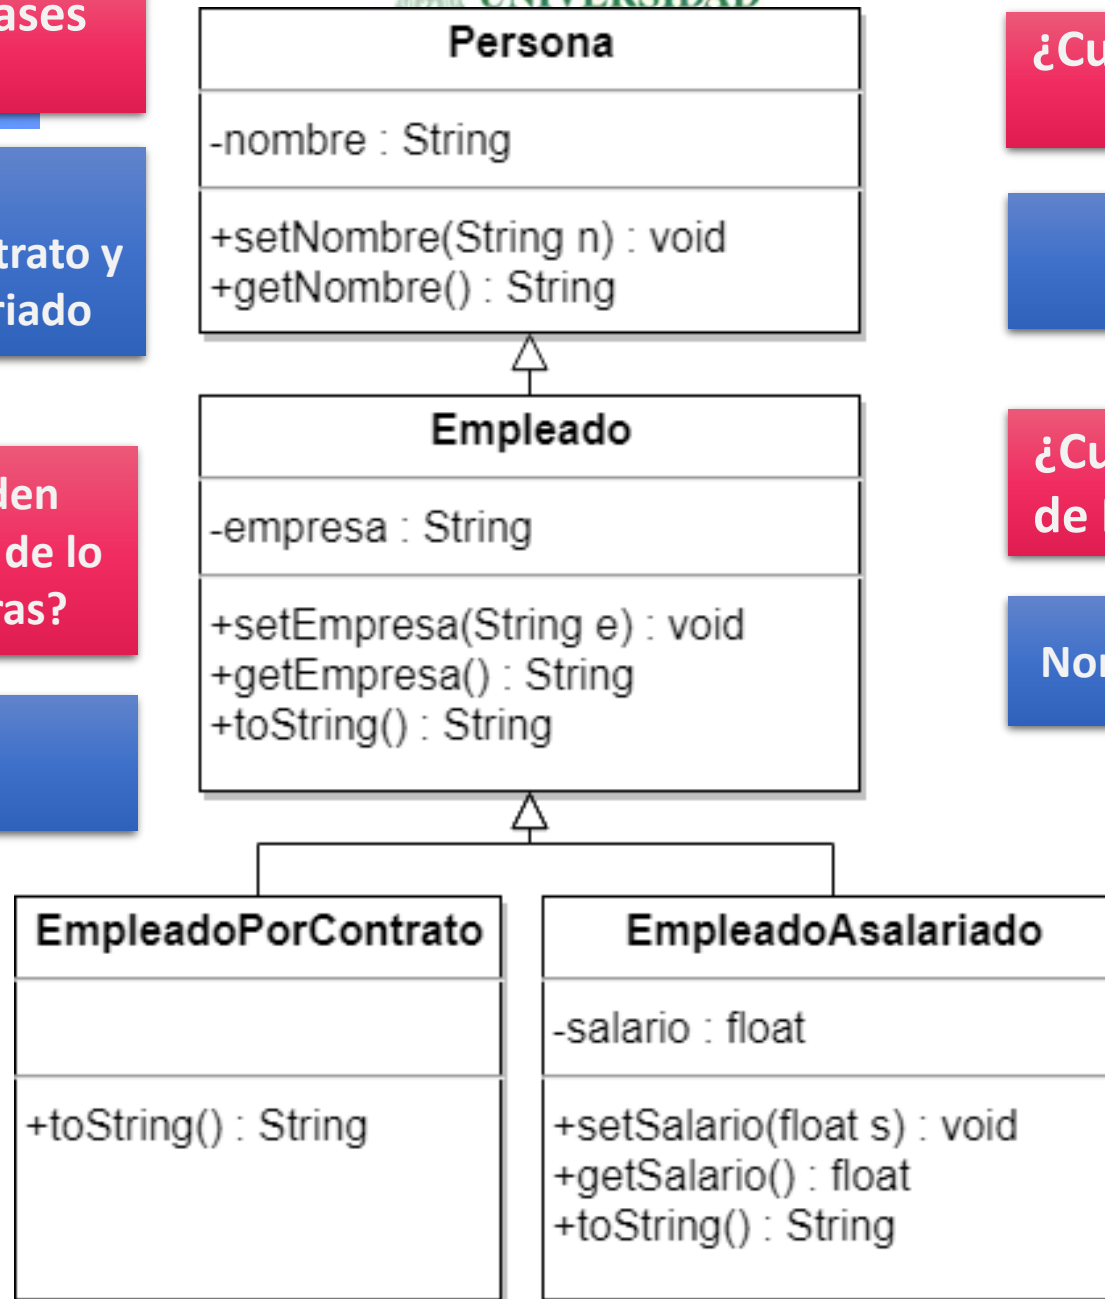 ases
trato y
riado
den
de lo
ras?
UNIVERSIDAD
Persona
-nombre : String
+setNombre(String n) : void
+getNombre() : String
Empleado
-empresa : String
+setEmpresa(String e) : void
+getEmpresa() : String
+toString() : String
EmpleadoPorContrato
+toString() : String
EmpleadoAsalariado
-salario : float
+setSalario(float s) : void
+getSalario() : float
+toString() : String
¿Cu
¿Cu
de
Nor